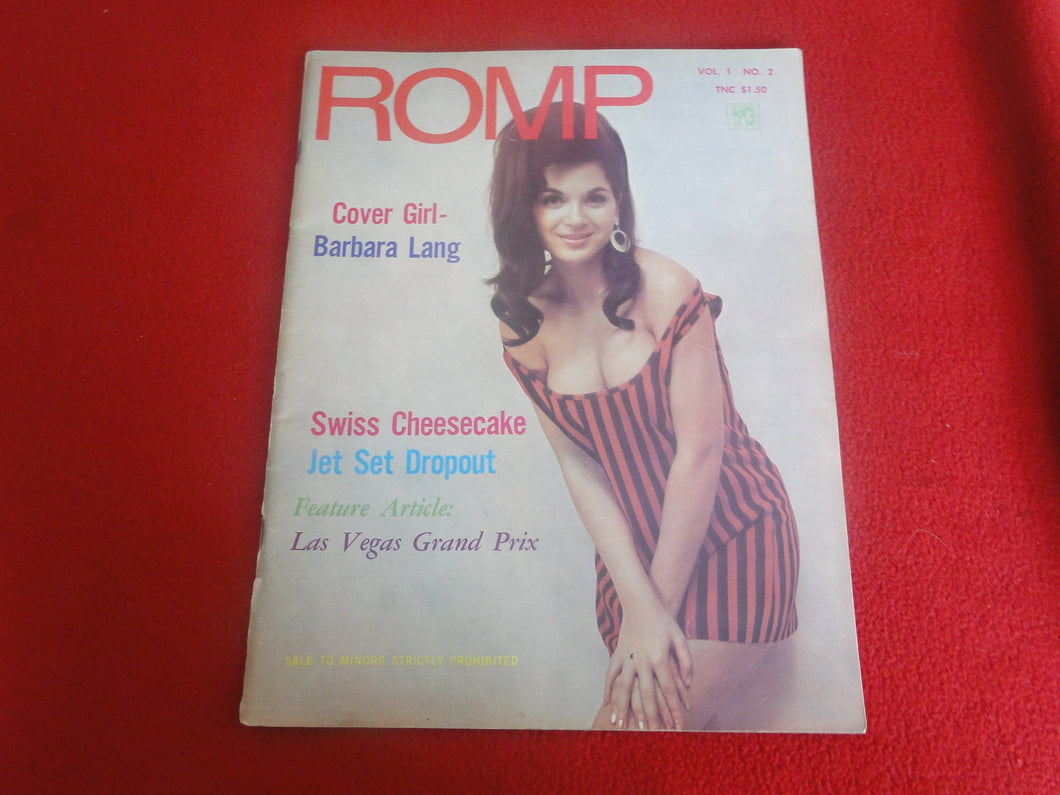 ROMP
VOL. 1 NO. 2
TNC $1.50
Cover Girl-
Barbara Lang
Swiss Cheesecake
Jet Set Dropout
Feature Article:
Las Vegas Grand Prix
SALE TO MINORS STRICTLY PROHIBITED